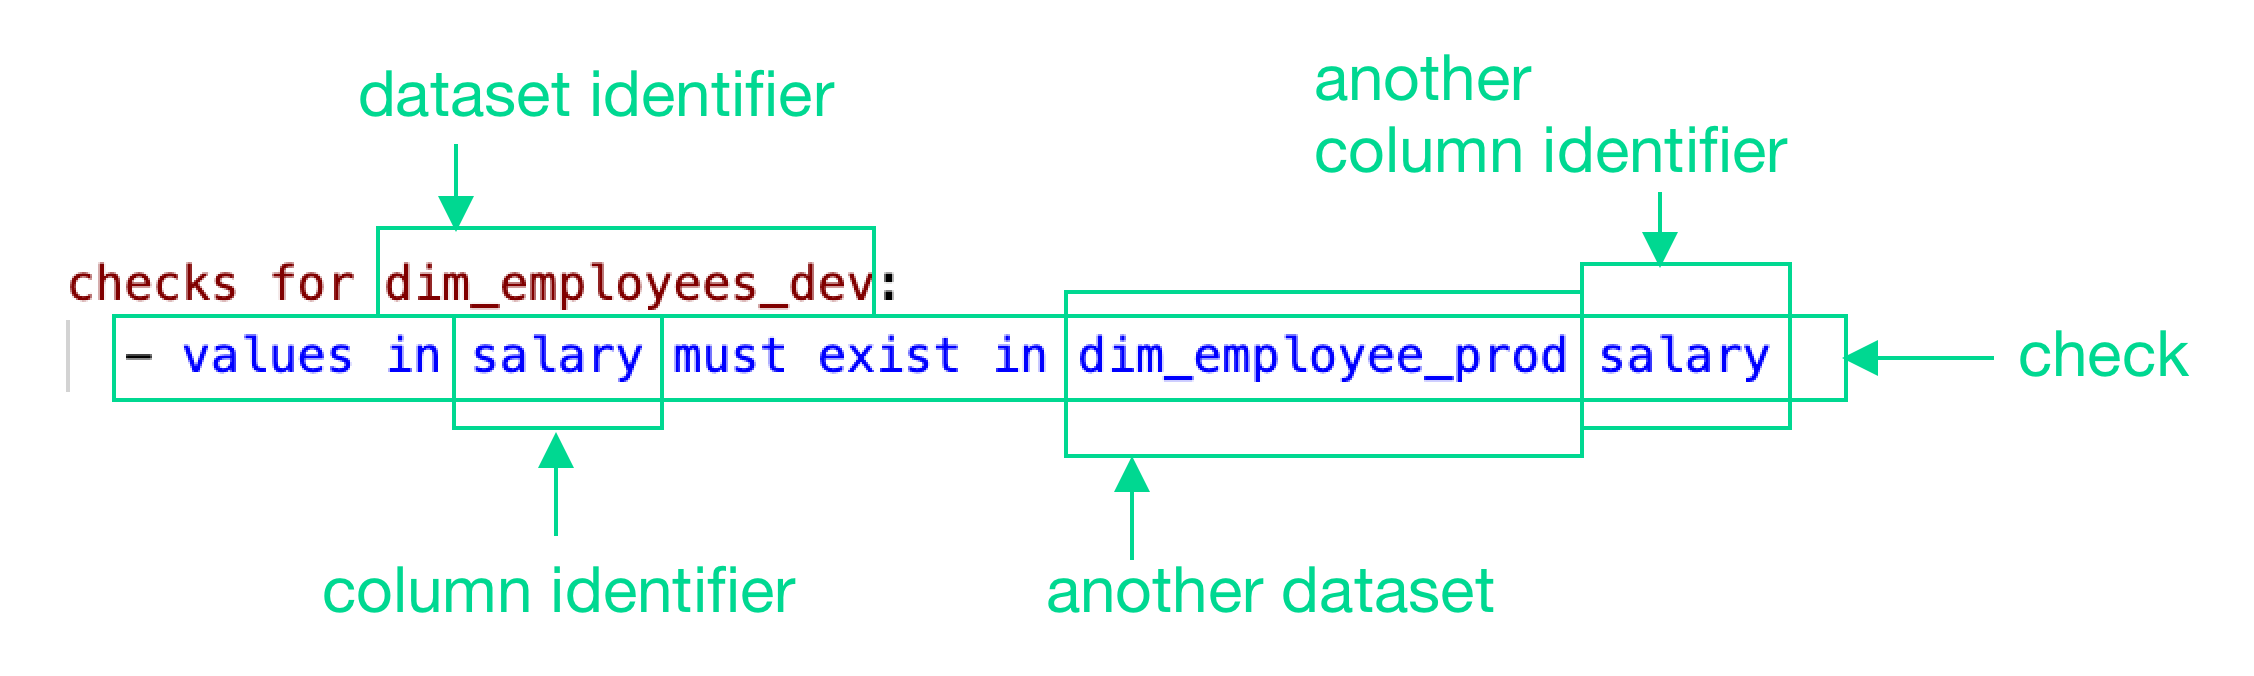 dataset identifier
another
column identifier
checks for dim_employees_dev:
– values in salary must exist in dim_employee_prod salary
check
column identifier
another dataset